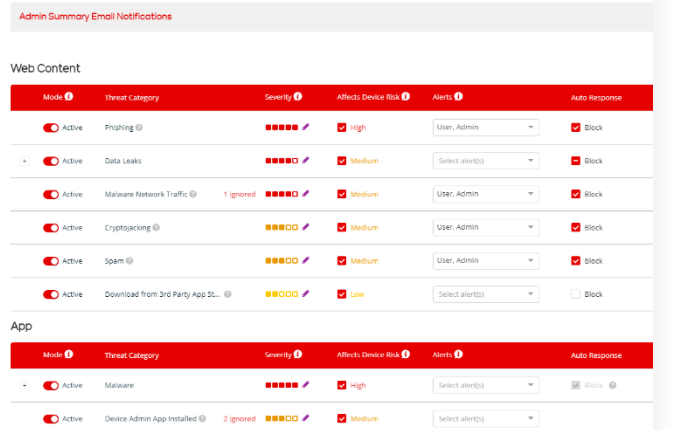 Admin Summary Email Notifications
Web Content
Mode Threat Category Severity Affects Device Risk Alerts Auto Response
Active Phishing High User, Admin Block
+ Active Data Leaks Medium Select alert(s) Block
Active Malware Network Traffic 1 ignored Medium User, Admin Block
Active Cryptojacking Medium User, Admin Block
Active Spam Medium User, Admin Block
Active Download from 3rd Party App St... Low Select alert(s) Block
App
Mode Threat Category Severity Affects Device Risk Alerts Auto Response
+ Active Malware High Select alert(s) Block
Active Device Admin App Installed 2 ignored Medium Select alert(s)